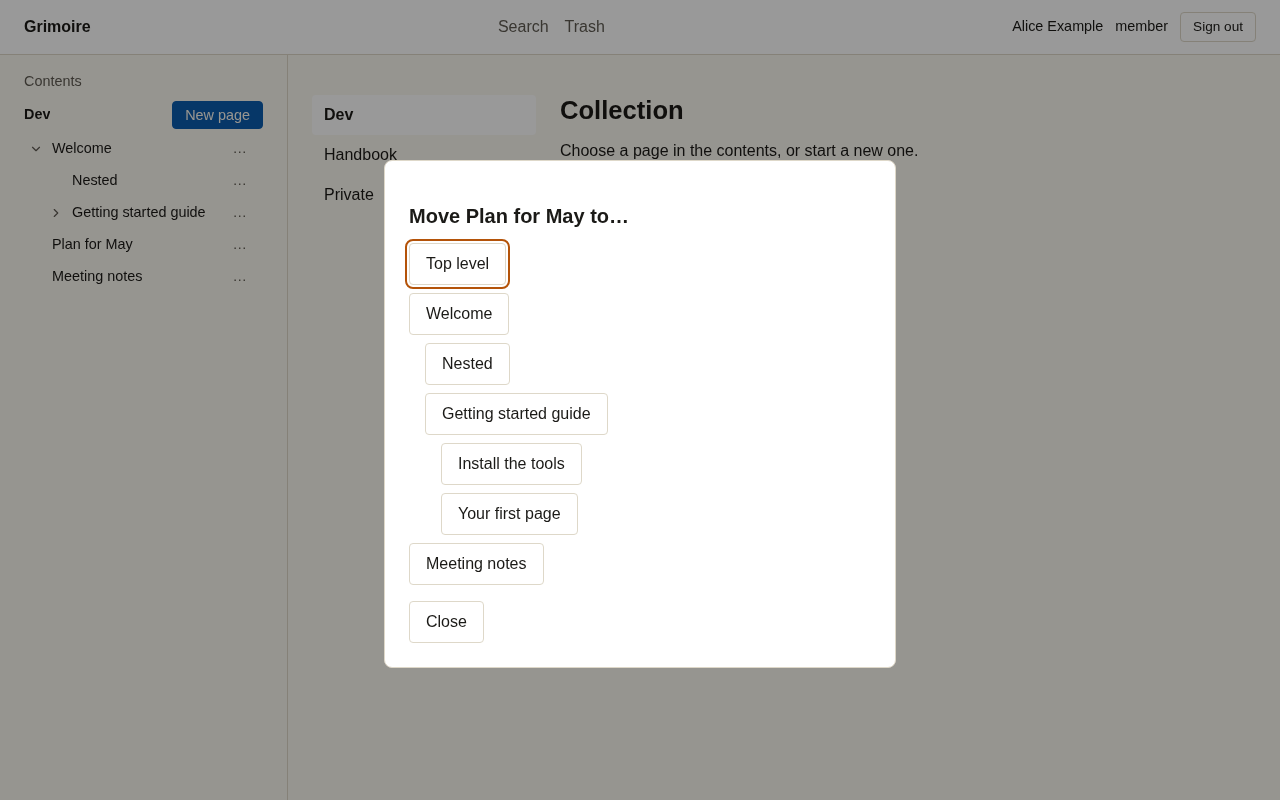 Grimoire
Search Trash
Alice Example member Sign out
Contents
Dev New page
Welcome …
Nested …
Getting started guide …
Plan for May …
Meeting notes …
Dev
Handbook
Private
Collection
Choose a page in the contents, or start a new one.
Move Plan for May to…
Top level
Welcome
Nested
Getting started guide
Install the tools
Your first page
Meeting notes
Close